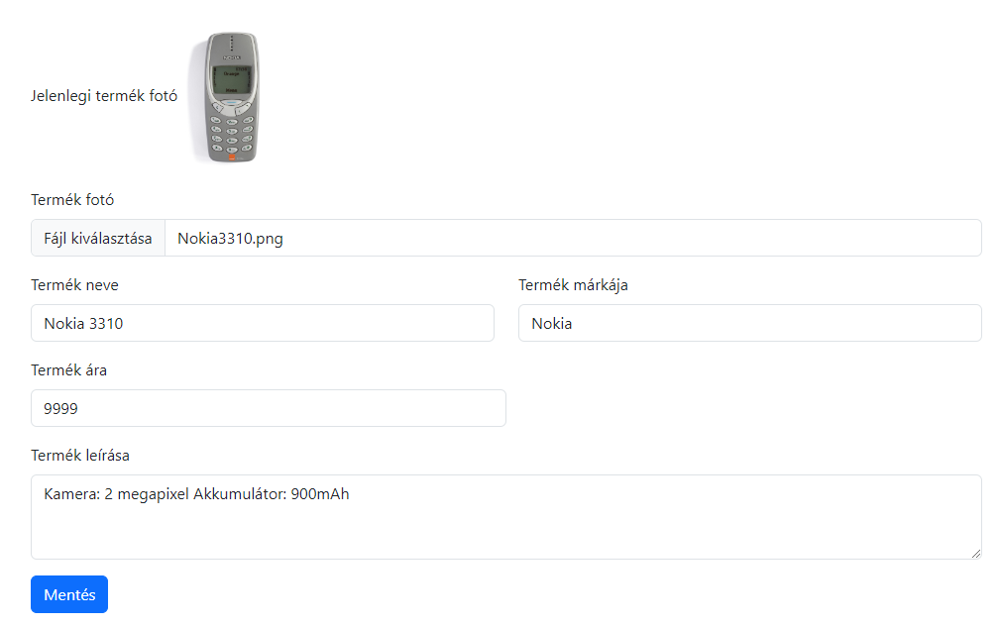 Jelenlegi termék fotó
Termék fotó
Fájl kiválasztása Nokia3310.png
Termék neve
Termék márkája
Nokia 3310
Nokia
Termék ára
9999
Termék leírása
Kamera: 2 megapixel Akkumulátor: 900mAh
Mentés